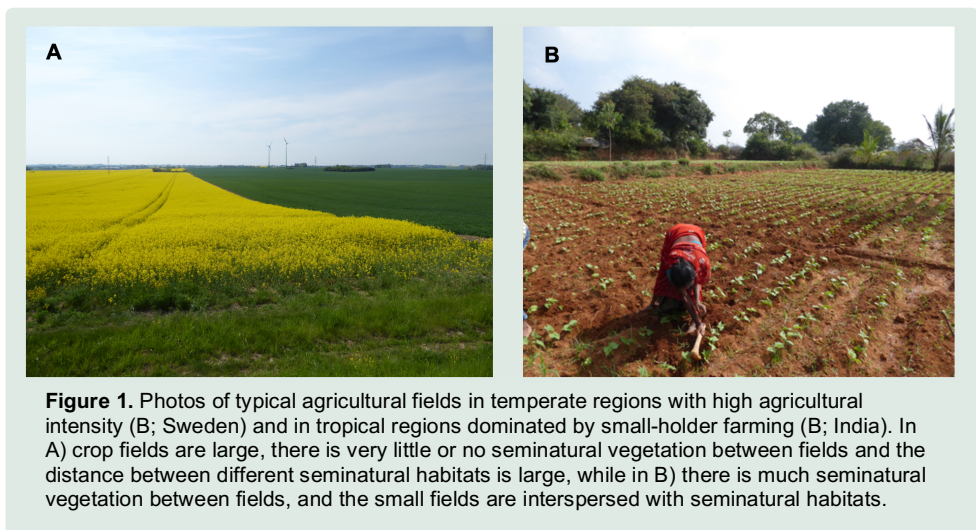 A
B
Figure 1. Photos of typical agricultural fields in temperate regions with high agricultural
intensity (B; Sweden) and in tropical regions dominated by small-holder farming (B; India). In
A) crop fields are large, there is very little or no seminatural vegetation between fields and the
distance between different seminatural habitats is large, while in B) there is much seminatural
vegetation between fields, and the small fields are interspersed with seminatural habitats.